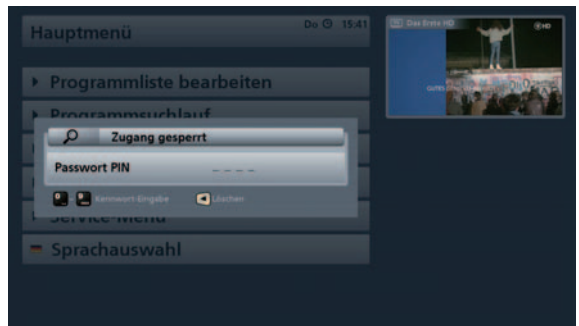 Hauptmenü
Do 15:41
Das Erste HD
HD
Programmliste bearbeiten
Programmsuchlauf
Zugang gesperrt
Passwort PIN _ _ _ _
Kennwort-Eingabe
Löschen
Service-Menü
Sprachauswahl